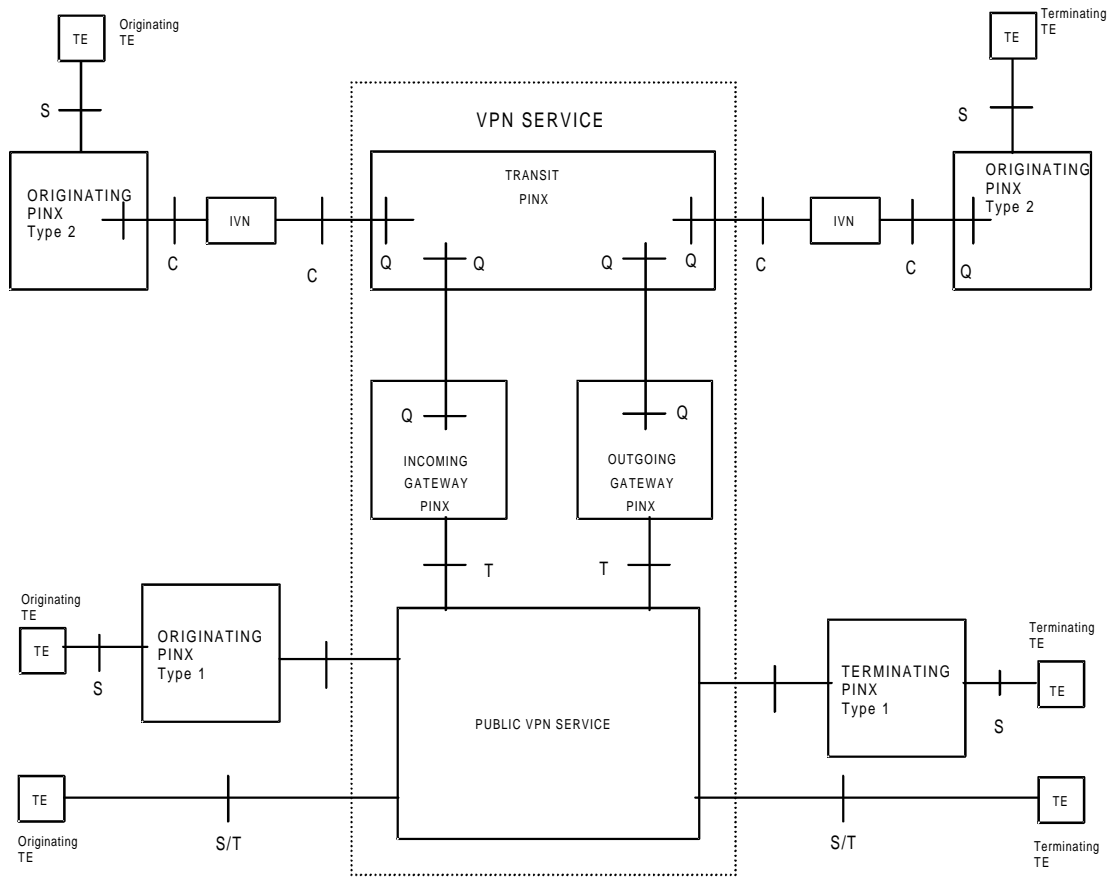 TE
Originating
TE
TE
Terminating
TE
S
S
VPN SERVICE
ORIGINATING
PINX
Type 2
IVN
TRANSIT
PINX
IVN
ORIGINATING
PINX
Type 2
C
C
Q
Q
Q
Q
C
C
Q
Q
Q
INCOMING
GATEWAY
PINX
OUTGOING
GATEWAY
PINX
T
T
Originating
TE
TE
S
ORIGINATING
PINX
Type 1
PUBLIC VPN SERVICE
TERMINATING
PINX
Type 1
Terminating
TE
TE
S
TE
Originating
TE
S/T
S/T
TE
Terminating
TE